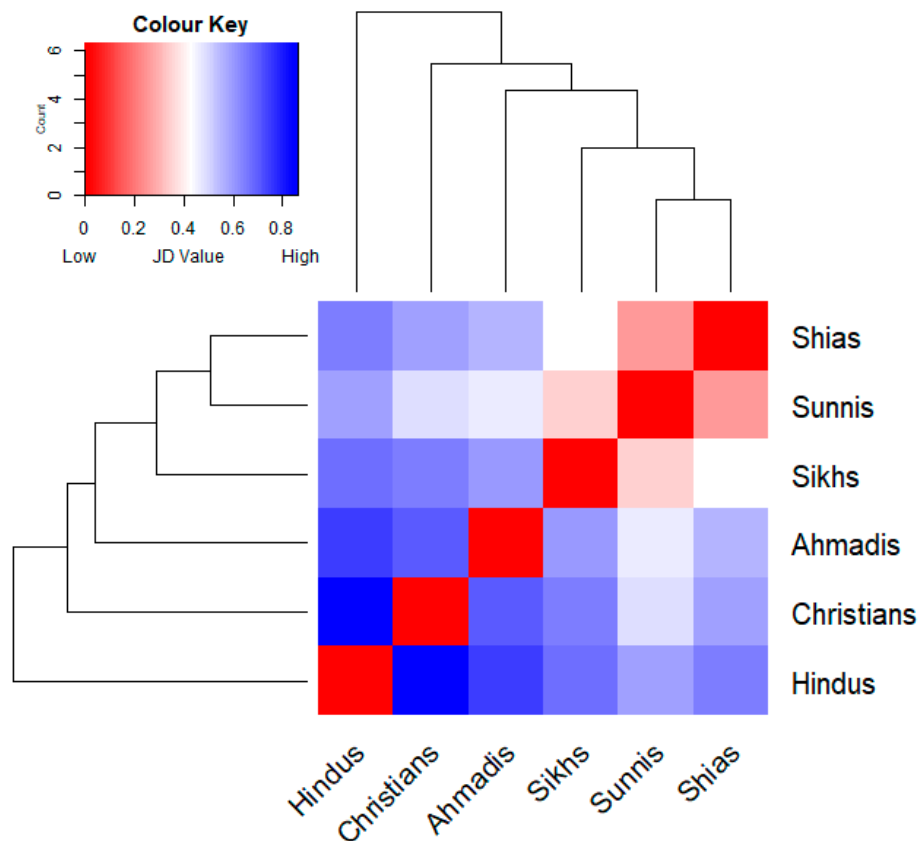 Colour Key
6
4
2
0
Count
0 0.2 0.4 0.6 0.8
Low JD Value High
Shias
Sunnis
Sikhs
Ahmadis
Christians
Hindus
Hindus Christians Ahmadis Sikhs Sunnis Shias